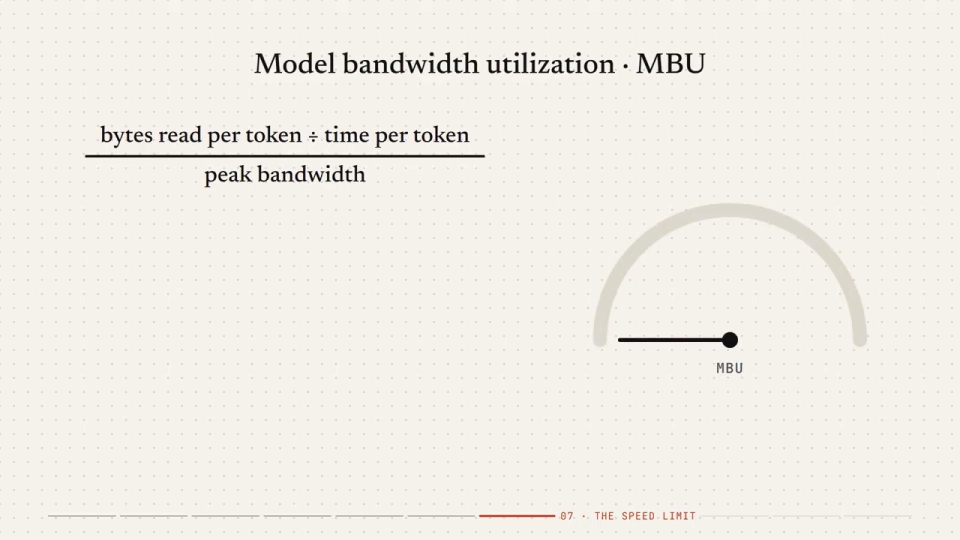 Model bandwidth utilization · MBU
bytes read per token ÷ time per token
peak bandwidth
MBU
07 · THE SPEED LIMIT